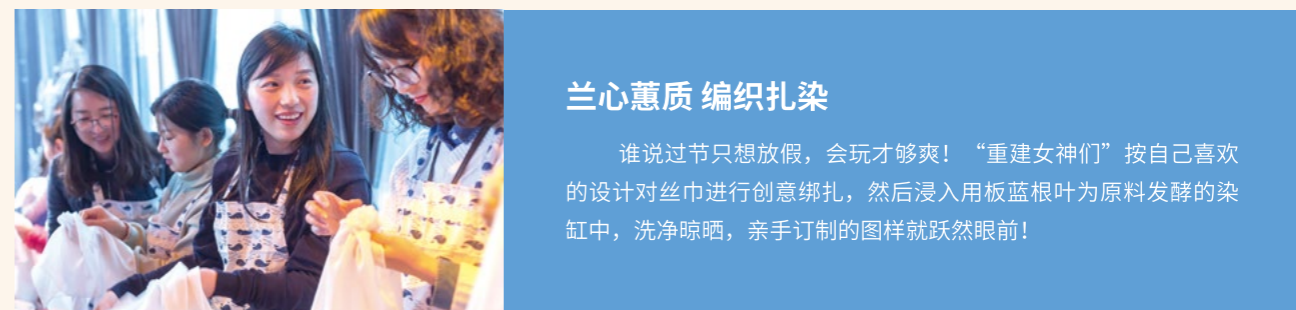 兰心蕙质 编织扎染
谁说过节只想放假，会玩才够爽！“重建女神们”按自己喜欢
的设计对丝巾进行创意绑扎，然后浸入用板蓝根叶为原料发酵的染
缸中，洗净晾晒，亲手订制的图样就跃然眼前！